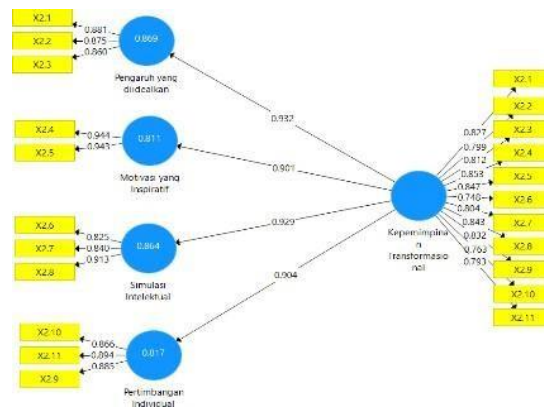 X2.1
X2.2
X2.3
0.881
0.875
0.860
0.869
Pengaruh yang
diidealkan
X2.4
X2.5
0.944
0.943
0.811
Motivasi yang
Inspiratif
X2.6
X2.7
X2.8
0.825
0.840
0.913
0.864
Simulasi
Intelektual
X2.10
X2.11
X2.9
0.866
0.894
0.885
0.817
Pertimbangan
Individual
0.932
0.901
0.929
0.904
Kepemimpina
n
Transformasio
nal
0.827
0.799
0.812
0.853
0.847
0.748
0.804
0.843
0.832
0.763
0.793
X2.1
X2.2
X2.3
X2.4
X2.5
X2.6
X2.7
X2.8
X2.9
X2.10
X2.11